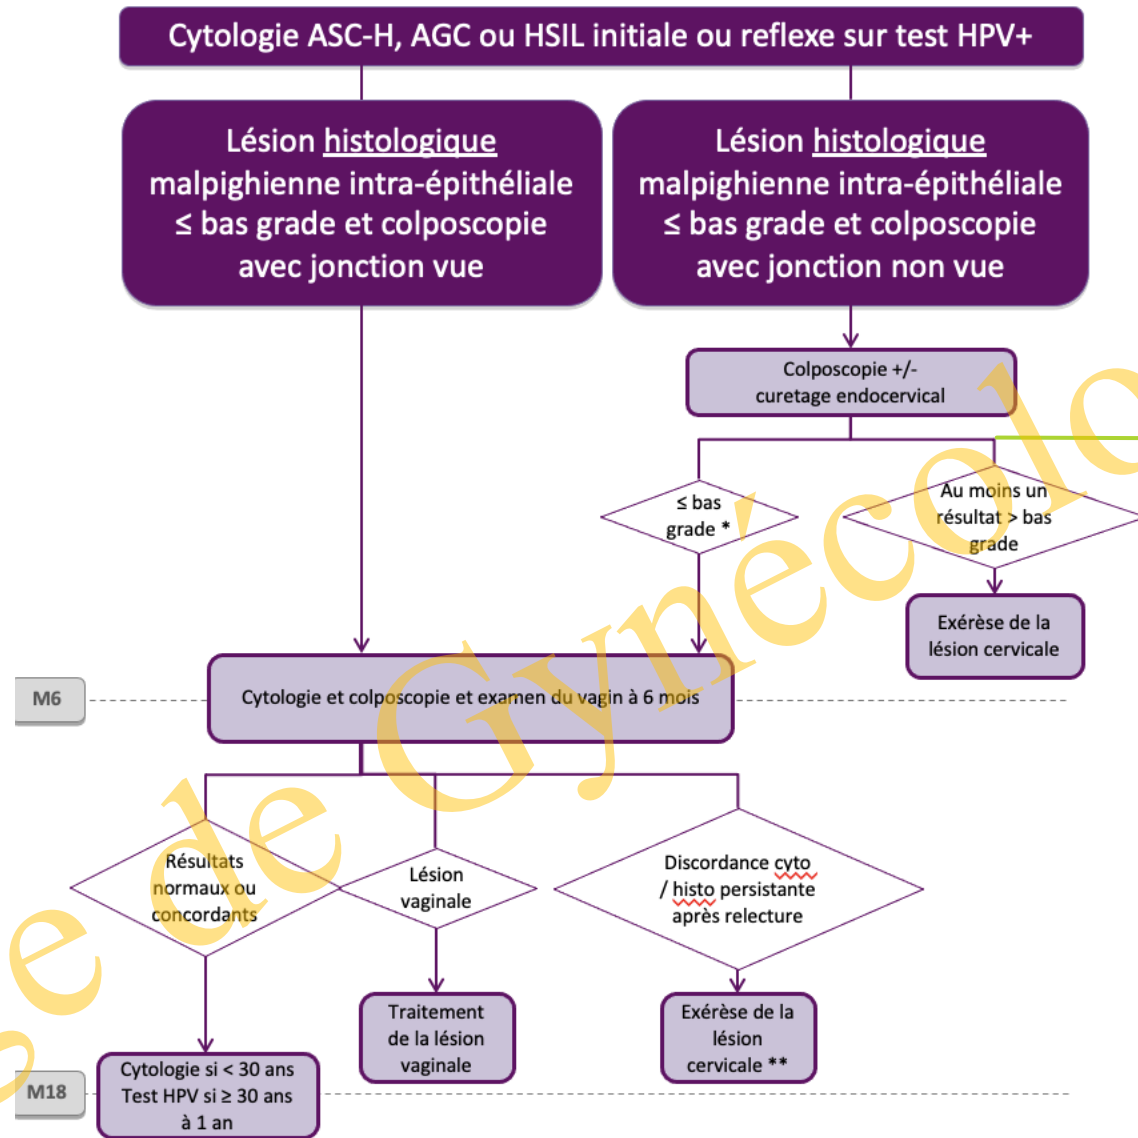 Cytologie ASC-H, AGC ou HSIL initiale ou reflexe sur test HPV+
Lésion histologique
malpighienne intra-épithéliale
≤ bas grade et colposcopie
avec jonction vue
Lésion histologique
malpighienne intra-épithéliale
≤ bas grade et colposcopie
avec jonction non vue
Colposcopie +/-
curetage endocervical
≤ bas
grade *
Au moins un
résultat > bas
grade
Exérèse de la
lésion cervicale
M6
Cytologie et colposcopie et examen du vagin à 6 mois
Résultats
normaux ou
concordants
Lésion
vaginale
Discordance cyto
/ histo persistante
après relecture
Traitement
de la lésion
vaginale
Exérèse de la
lésion
cervicale **
M18
Cytologie si < 30 ans
Test HPV si ≥ 30 ans
à 1 an
e de Gynécolo